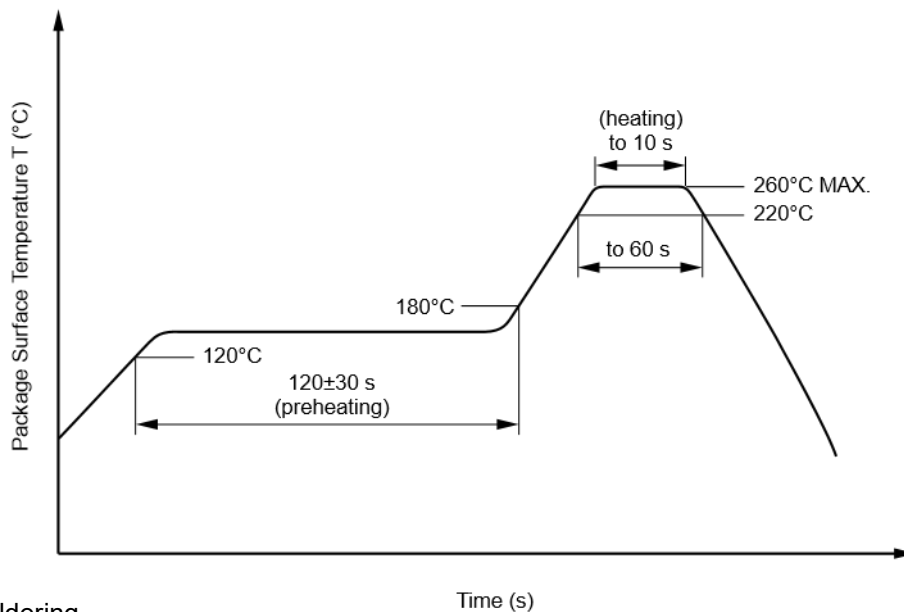 Package Surface Temperature T (°C)
(heating)
to 10 s
260°C MAX.
220°C
to 60 s
180°C
120°C
120±30 s
(preheating)
Time (s)